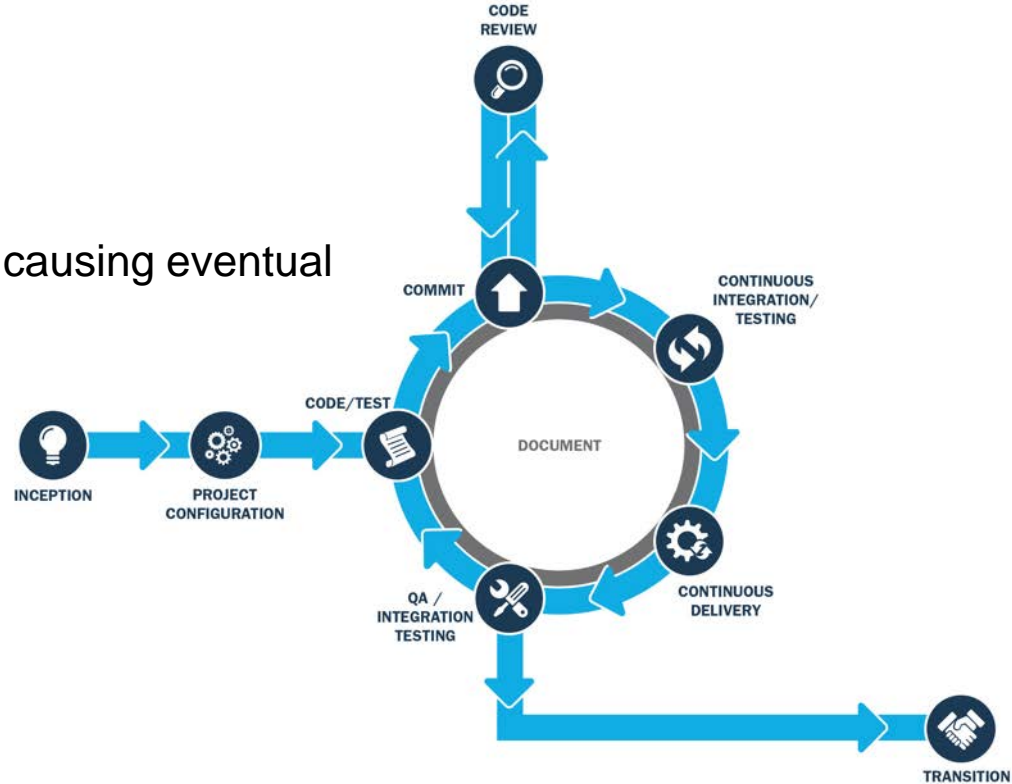 CODE
REVIEW
causing eventual
COMMIT
CONTINUOUS
INTEGRATION/
TESTING
CODE/TEST
DOCUMENT
INCEPTION
PROJECT
CONFIGURATION
QA /
INTEGRATION
TESTING
CONTINUOUS
DELIVERY
TRANSITION